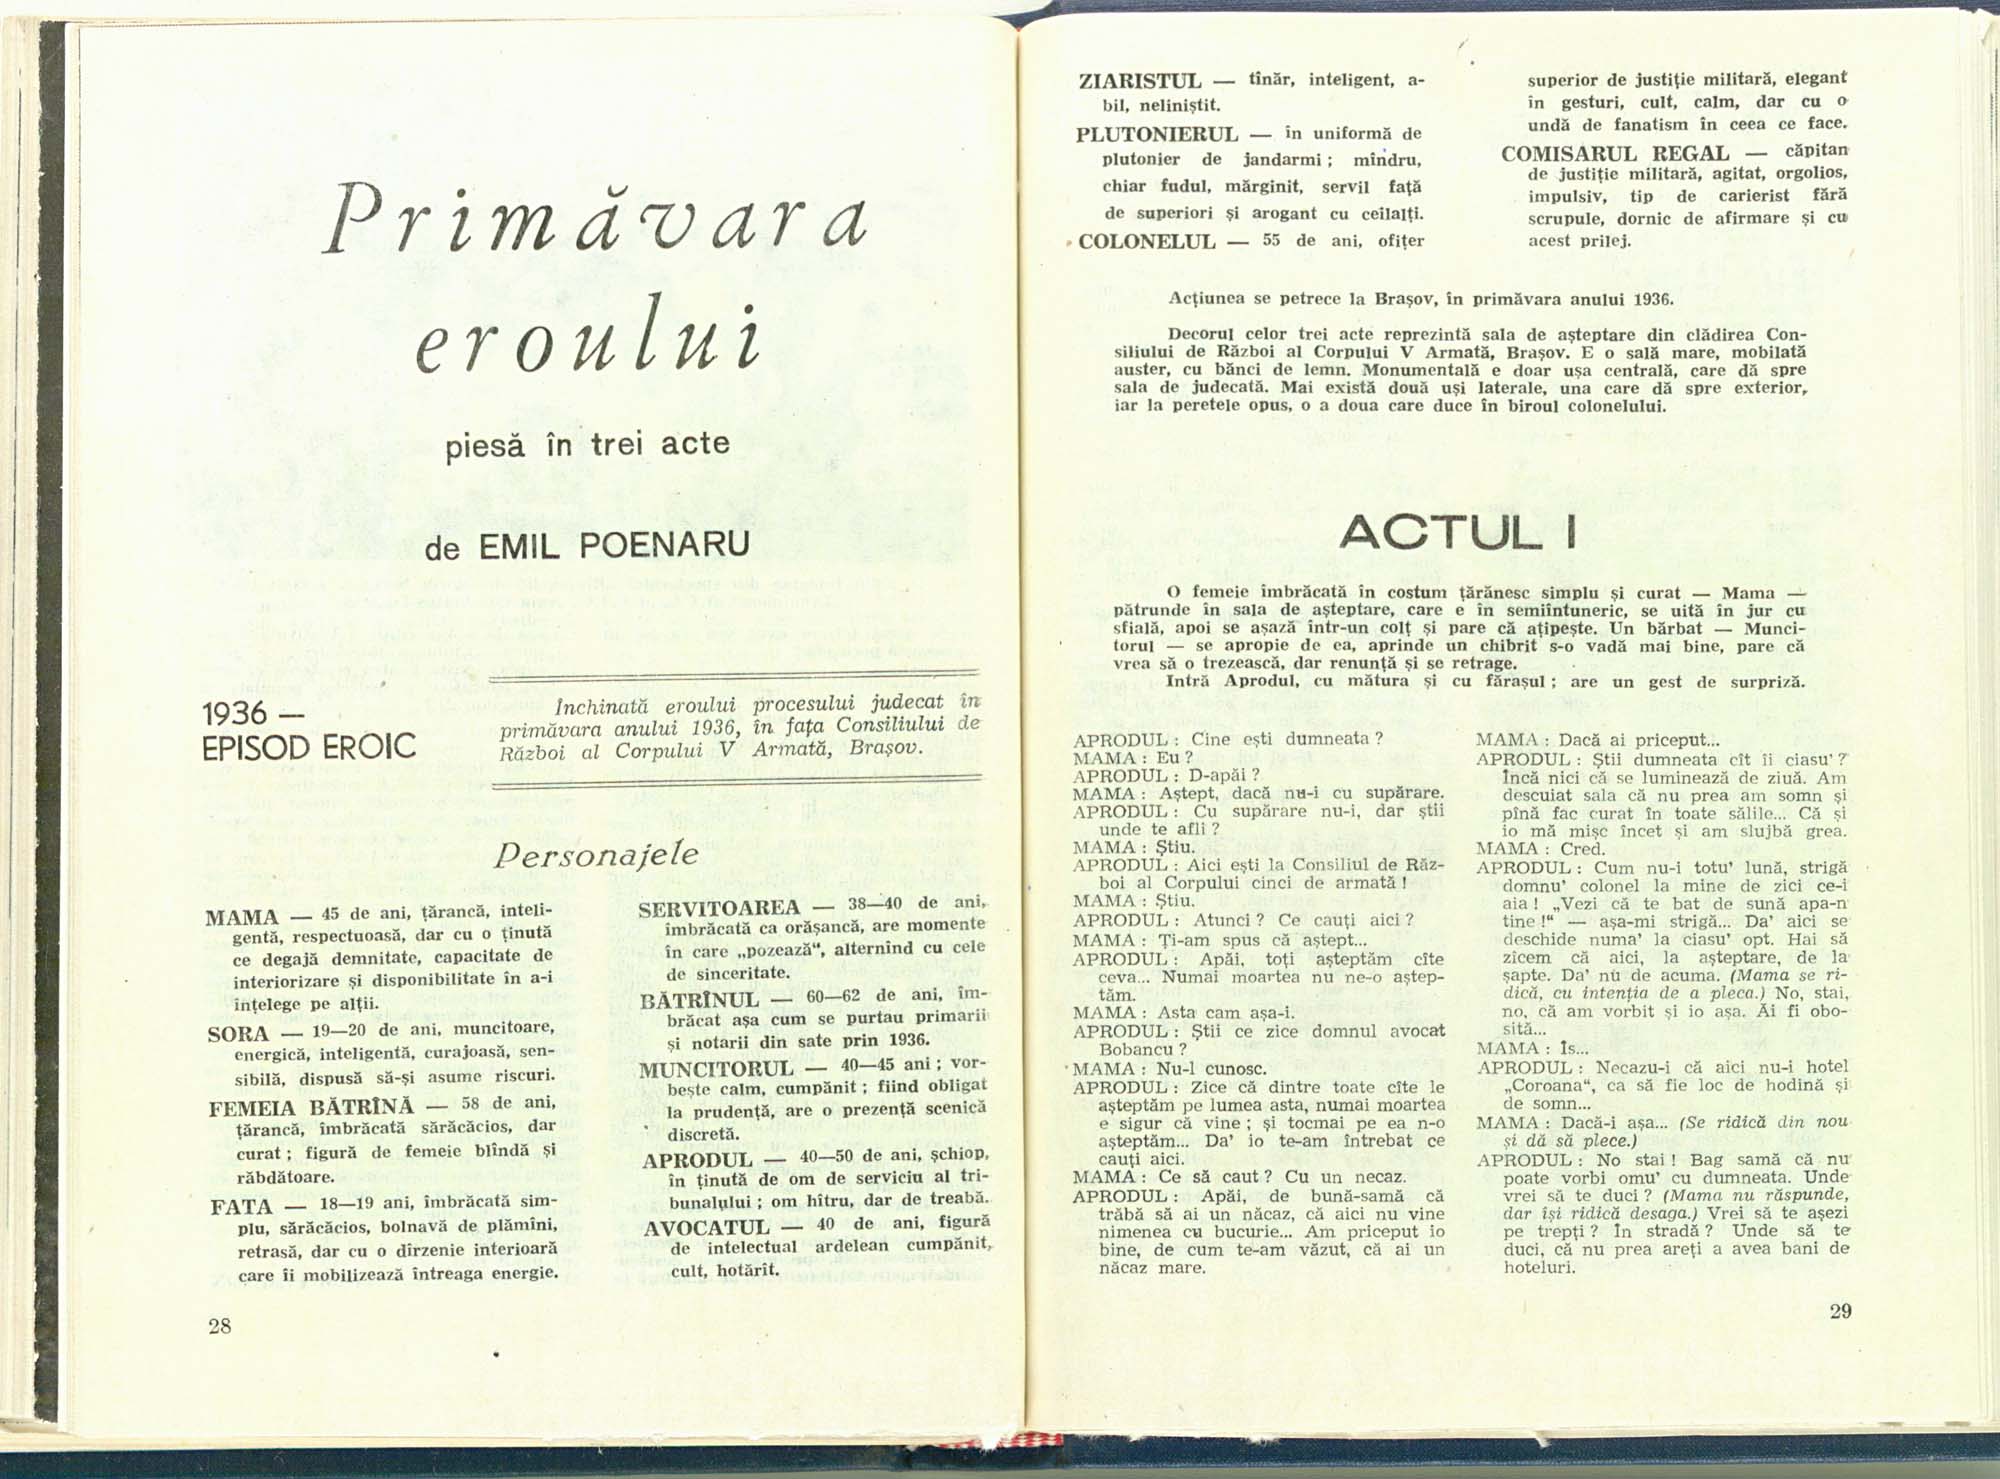 Primăvara
eroului
piesă în trei acte
de EMIL POENARU
1936 —
EPISOD EROIC
Închinată eroului procesului judecat în
primăvara anului 1936, în fața Consiliului de
Război al Corpului V Armată, Brașov.
Personajele
MAMA — 45 de ani, țărancă, inteli-
gentă, respectuoasă, dar cu o ținută
ce degajă demnitate, capacitate de
interiorizare și disponibilitate în a-i
înțelege pe alții.
SORA — 19—20 de ani, muncitoare,
energică, inteligentă, curajoasă, sen-
sibilă, dispusă să-și asume riscuri.
FEMEIA BĂTRÎNĂ — 58 de ani,
țărancă, îmbrăcată sărăcăcios, dar
curat ; figură de femeie blîndă și
răbdătoare.
FATA — 18—19 ani, îmbrăcată sim-
plu, sărăcăcios, bolnavă de plămîni,
retrasă, dar cu o dîrzenie interioară
care îi mobilizează întreaga energie.
SERVITOAREA — 38—40 de ani,
îmbrăcată ca orășancă, are momente
în care „pozează“, alternînd cu cele
de sinceritate.
BĂTRÎNUL — 60—62 de ani, îm-
brăcat așa cum se purtau primarii
și notarii din sate prin 1936.
MUNCITORUL — 40—45 ani ; vor-
bește calm, cumpănit ; fiind obligat
la prudență, are o prezență scenică
discretă.
APRODUL — 40—50 de ani, șchiop,
în ținută de om de serviciu al tri-
bunalului ; om hîtru, dar de treabă.
AVOCATUL — 40 de ani, figură
de intelectual ardelean cumpănit,
cult, hotărît.
28
ZIARISTUL — tînăr, inteligent, a-
bil, neliniștit.
PLUTONIERUL — în uniformă de
plutonier de jandarmi ; mîndru,
chiar fudul, mărginit, servil față
de superiori și arogant cu ceilalți.
COLONELUL — 55 de ani, ofițer
superior de justiție militară, elegant
în gesturi, cult, calm, dar cu o
undă de fanatism în ceea ce face.
COMISARUL REGAL — căpitan
de justiție militară, agitat, orgolios,
impulsiv, tip de carierist fără
scrupule, dornic de afirmare și cu
acest prilej.
Acțiunea se petrece la Brașov, în primăvara anului 1936.
Decorul celor trei acte reprezintă sala de așteptare din clădirea Con-
siliului de Război al Corpului V Armată, Brașov. E o sală mare, mobilată
auster, cu bănci de lemn. Monumentală e doar ușa centrală, care dă spre
sala de judecată. Mai există două uși laterale, una care dă spre exterior,
iar la peretele opus, o a doua care duce în biroul colonelului.
ACTUL I
O femeie îmbrăcată în costum țărănesc simplu și curat — Mama —
pătrunde în sala de așteptare, care e în semiîntuneric, se uită în jur cu
sfială, apoi se așază într-un colț și pare că ațipește. Un bărbat — Munci-
torul — se apropie de ea, aprinde un chibrit s-o vadă mai bine, pare că
vrea să o trezească, dar renunță și se retrage.
Intră Aprodul, cu mătura și cu fărașul ; are un gest de surpriză.
APRODUL : Cine ești dumneata ?
MAMA : Eu ?
APRODUL : D-apăi ?
MAMA : Aștept, dacă nu-i cu supărare.
APRODUL : Cu supărare nu-i, dar știi
unde te afli ?
MAMA : Știu.
APRODUL : Aici ești la Consiliul de Răz-
boi al Corpului cinci de armată !
MAMA : Știu.
APRODUL : Atunci ? Ce cauți aici ?
MAMA : Ți-am spus că aștept...
APRODUL : Apăi, toți așteptăm cîte
ceva... Numai moartea nu ne-o aștep-
tăm.
MAMA : Asta cam așa-i.
APRODUL : Știi ce zice domnul avocat
Bobancu ?
MAMA : Nu-l cunosc.
APRODUL : Zice că dintre toate cîte le
așteptăm pe lumea asta, numai moartea
e sigur că vine ; și tocmai pe ea n-o
așteptăm... Da’ io te-am întrebat ce
cauți aici.
MAMA : Ce să caut ? Cu un necaz.
APRODUL : Apăi, de bună-samă că
trăbă să ai un năcaz, că aici nu vine
nimenea cu bucurie... Am priceput io
bine, de cum te-am văzut, că ai un
năcaz mare.
MAMA : Dacă ai priceput...
APRODUL : Știi dumneata cît îi ciasu’ ?
Încă nici că se luminează de ziuă. Am
descuiat sala că nu prea am somn și
pînă fac curat în toate sălile... Că și
io mă mișc încet și am slujbă grea.
MAMA : Cred.
APRODUL : Cum nu-i totu’ lună, strigă
domnu’ colonel la mine de zici ce-i
aia ! „Vezi că te bat de sună apa-n
tine !“ — așa-mi strigă... Da’ aici se
deschide numa’ la ciasu’ opt. Hai să
zicem că aici, la așteptare, de la
șapte. Da’ nu de acuma. (Mama se ri-
dică, cu intenția de a pleca.) No, stai,
no, că am vorbit și io așa. Ăi fi obo-
sită...
MAMA : Îs...
APRODUL : Necazu-i că aici nu-i hotel
„Coroana“, ca să fie loc de hodină și
de somn...
MAMA : Dacă-i așa... (Se ridică din nou
și dă să plece.)
APRODUL : No stai ! Bag samă că nu
poate vorbi omu’ cu dumneata. Unde
vrei să te duci ? (Mama nu răspunde,
dar își ridică desaga.) Vrei să te așezi
pe trepți ? În stradă ? Unde să te
duci, că nu prea areți a avea bani de
hoteluri.
29